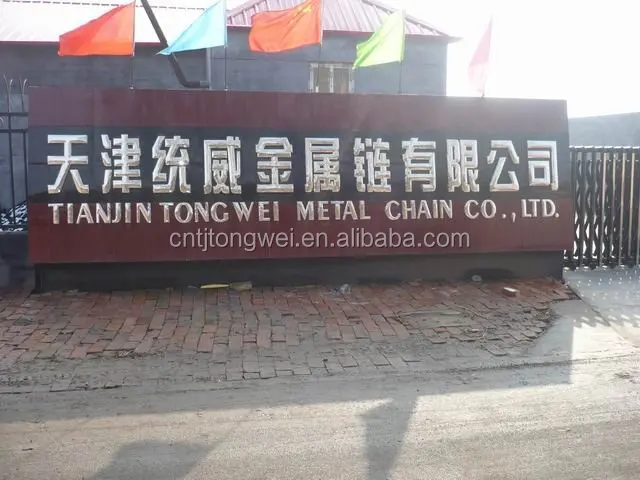 天津统威金属链有限公司
TIANJIN TONGWEI METAL CHAIN CO.,LTD.
cntjtongwei.en.alibaba.com